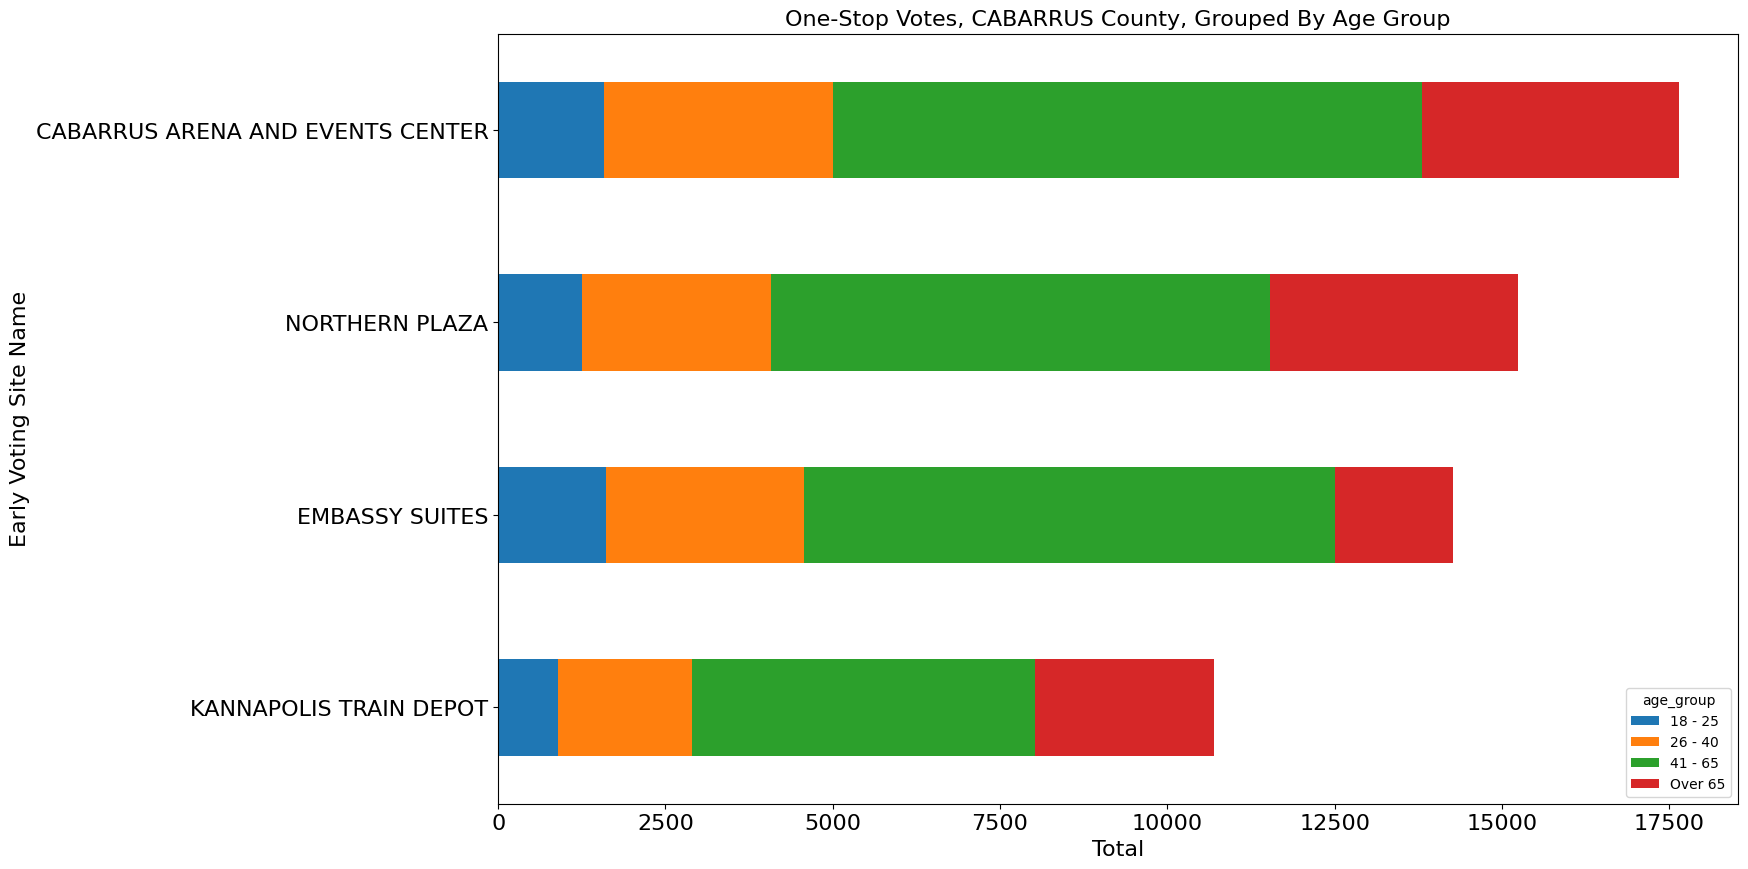 One-Stop Votes, CABARRUS County, Grouped By Age Group
Early Voting Site Name
CABARRUS ARENA AND EVENTS CENTER
NORTHERN PLAZA
EMBASSY SUITES
KANNAPOLIS TRAIN DEPOT
age_group
18 - 25
26 - 40
41 - 65
Over 65
0 2500 5000 7500 10000 12500 15000 17500
Total